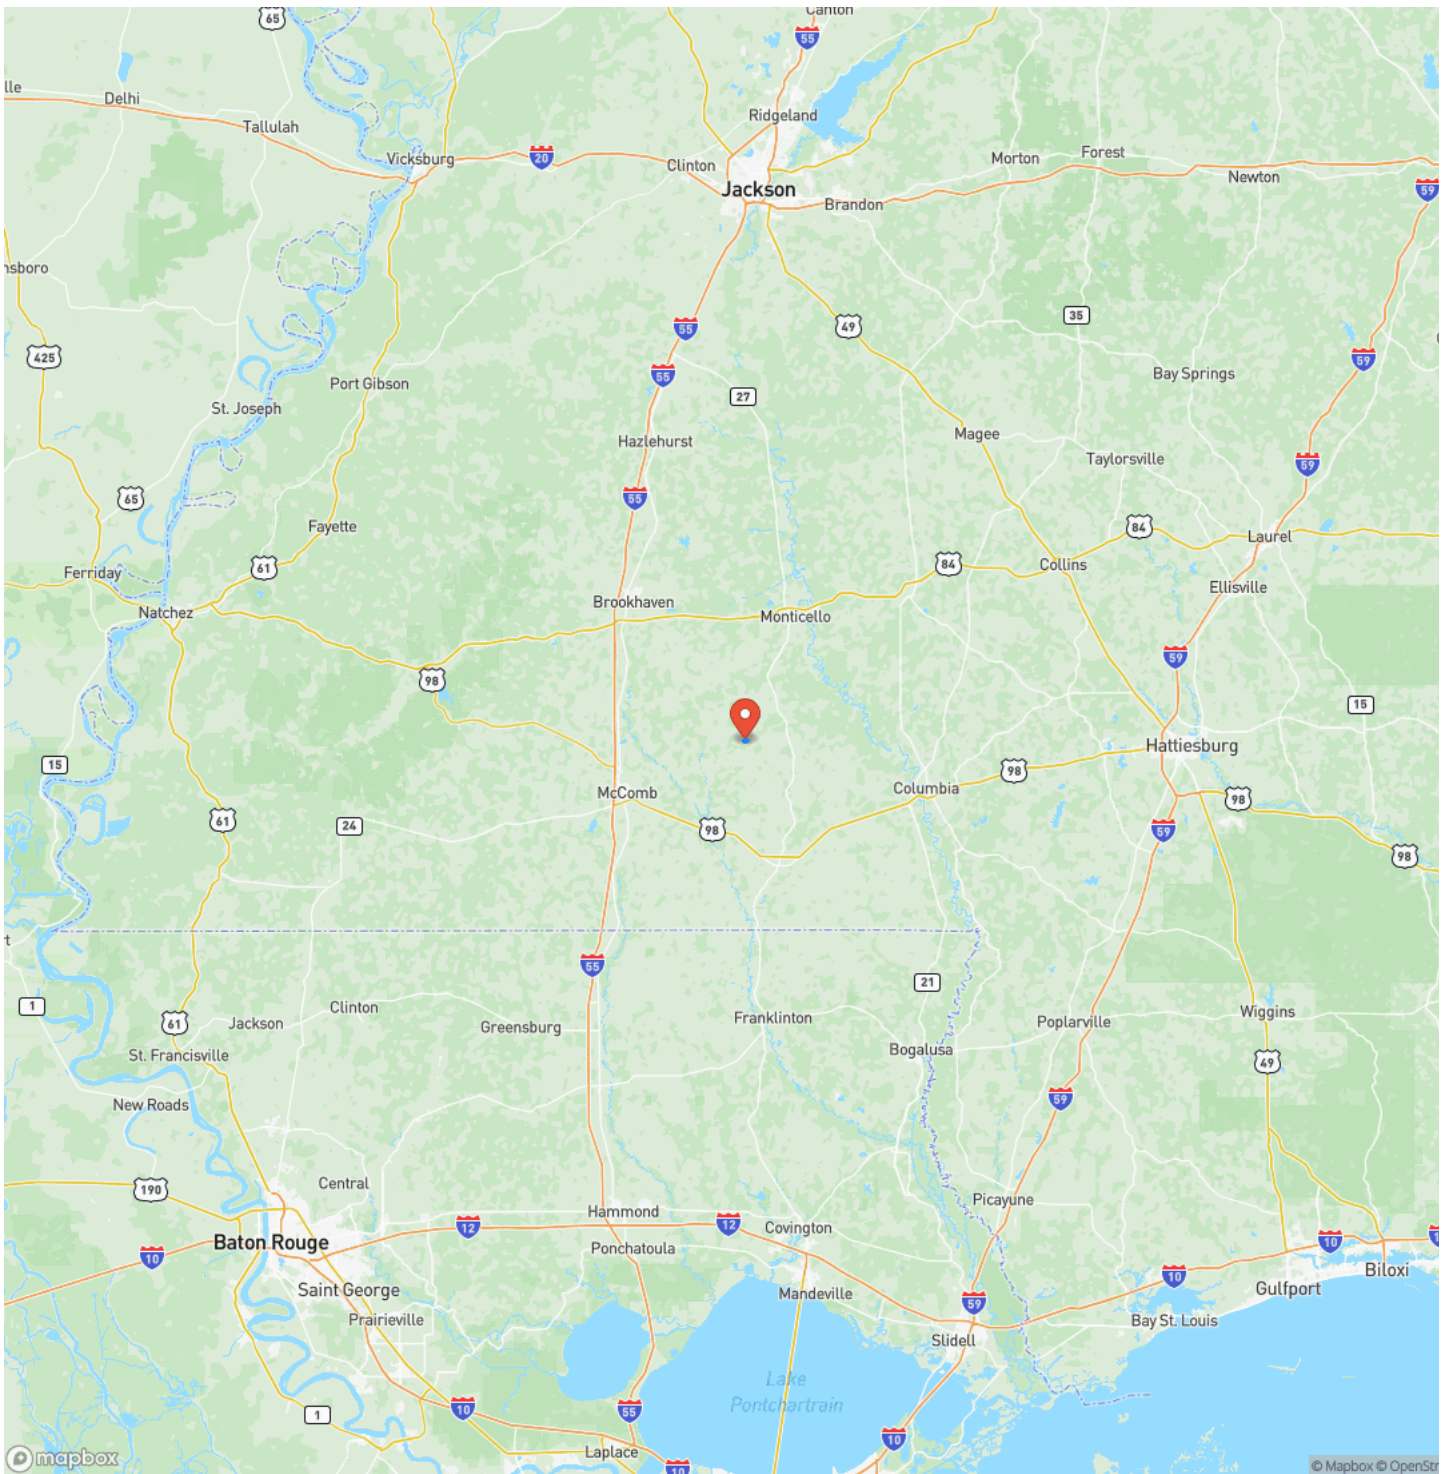 65
Canton
55
lle
Delhi
Ridgeland
Tallulah
Vicksburg
20
Clinton
Morton
Forest
Newton
Jackson
Brandon
59
nsboro
35
55
49
425
59
55
Port Gibson
Bay Springs
27
St. Joseph
Hazlehurst
Magee
Taylorsville
59
65
55
Fayette
84
Laurel
61
84
Collins
Ferriday
Ellisville
Natchez
Brookhaven
Monticello
98
59
15
Hattiesburg
15
98
McComb
Columbia
98
61
24
98
59
98
55
21
1
Clinton
Wiggins
61
Jackson
Greensburg
Franklinton
Poplarville
St. Francisville
Bogalusa
49
New Roads
59
190
Central
Picayune
Hammond
12
12
Covington
Baton Rouge
10
Ponchatoula
10
10
Biloxi
Saint George
Mandeville
Gulfport
59
Prairieville
Bay St. Louis
Slidell
Lake
Pontchartrain
10
55
1
10
Laplace
mapbox
10
© Mapbox © OpenStr